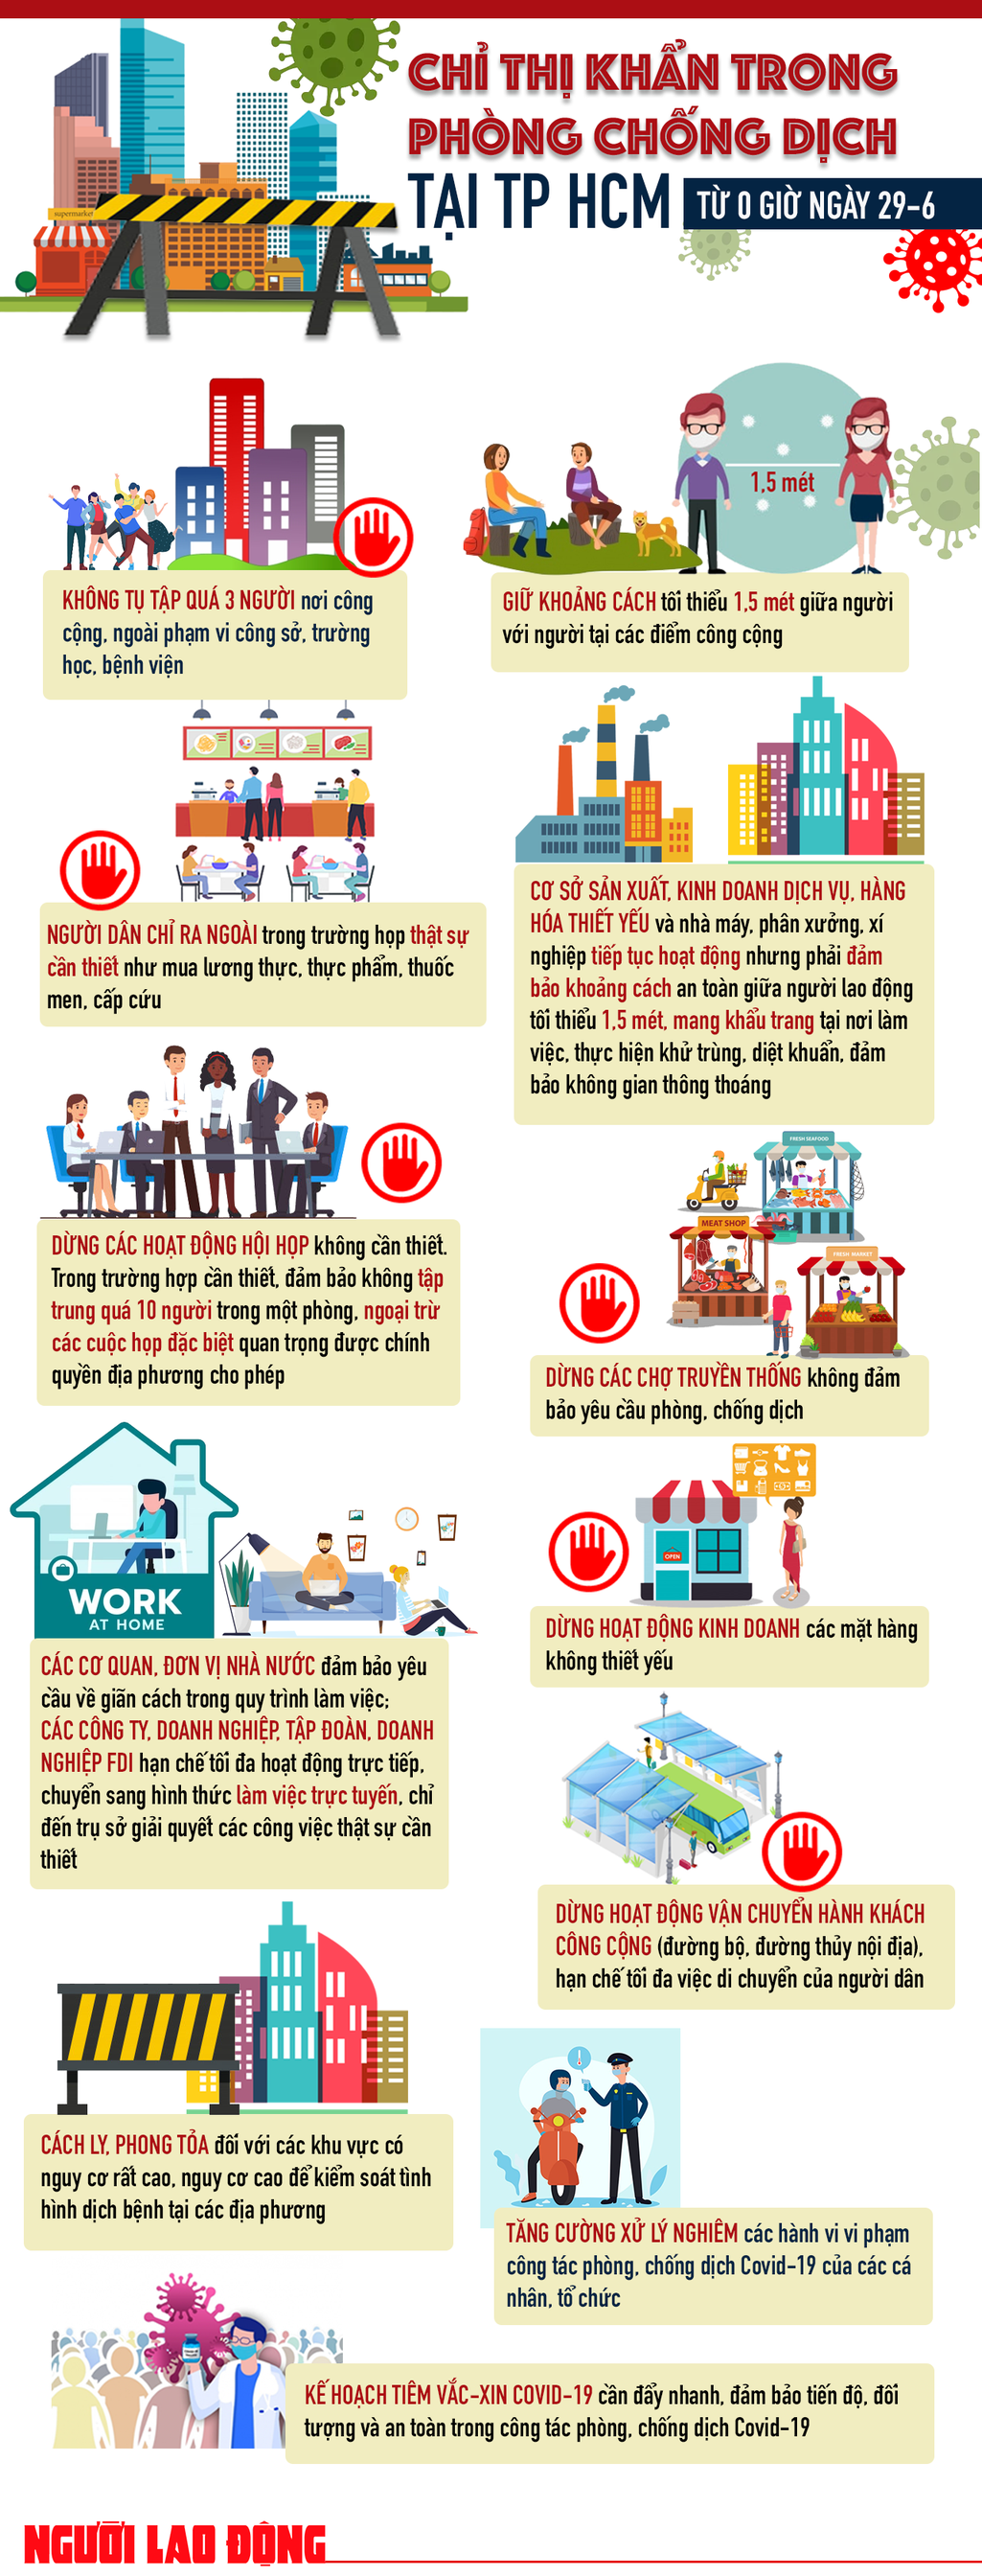 CHỈ THỊ KHẨN TRONG
PHÒNG CHỐNG DỊCH
TẠI TP HCM
TỪ 0 GIỜ NGÀY 29-6
supermarket
1,5 mét
KHÔNG TỤ TẬP QUÁ 3 NGƯỜI nơi công
cộng, ngoài phạm vi công sở, trường
học, bệnh viện
GIỮ KHOẢNG CÁCH tối thiểu 1,5 mét giữa người
với người tại các điểm công cộng
NGƯỜI DÂN CHỈ RA NGOÀI trong trường họp thật sự
cần thiết như mua lương thực, thực phẩm, thuốc
men, cấp cứu
CƠ SỞ SẢN XUẤT, KINH DOANH DỊCH VỤ, HÀNG
HÓA THIẾT YẾU và nhà máy, phân xưởng, xí
nghiệp tiếp tục hoạt động nhưng phải đảm
bảo khoảng cách an toàn giữa người lao động
tối thiểu 1,5 mét, mang khẩu trang tại nơi làm
việc, thực hiện khử trùng, diệt khuẩn, đảm
bảo không gian thông thoáng
DỪNG CÁC HOẠT ĐỘNG HỘI HỌP không cần thiết.
Trong trường hợp cần thiết, đảm bảo không tập
trung quá 10 người trong một phòng, ngoại trừ
các cuộc họp đặc biệt quan trọng được chính
quyền địa phương cho phép
FRESH SEAFOOD
MEAT SHOP
FRESH MARKET
DỪNG CÁC CHỢ TRUYỀN THỐNG không đảm
bảo yêu cầu phòng, chống dịch
WORK
AT HOME
OPEN
DỪNG HOẠT ĐỘNG KINH DOANH các mặt hàng
không thiết yếu
CÁC CƠ QUAN, ĐƠN VỊ NHÀ NƯỚC đảm bảo yêu
cầu về giãn cách trong quy trình làm việc;
CÁC CÔNG TY, DOANH NGHIỆP, TẬP ĐOÀN, DOANH
NGHIỆP FDI hạn chế tối đa hoạt động trực tiếp,
chuyển sang hình thức làm việc trực tuyến, chỉ
đến trụ sở giải quyết các công việc thật sự cần
thiết
DỪNG HOẠT ĐỘNG VẬN CHUYỂN HÀNH KHÁCH
CÔNG CỘNG (đường bộ, đường thủy nội địa),
hạn chế tối đa việc di chuyển của người dân
CÁCH LY, PHONG TỎA đối với các khu vực có
nguy cơ rất cao, nguy cơ cao để kiểm soát tình
hình dịch bệnh tại các địa phương
TĂNG CƯỜNG XỬ LÝ NGHIÊM các hành vi vi phạm
công tác phòng, chống dịch Covid-19 của các cá
nhân, tổ chức
KẾ HOẠCH TIÊM VẮC-XIN COVID-19 cần đẩy nhanh, đảm bảo tiến độ, đối
tượng và an toàn trong công tác phòng, chống dịch Covid-19
NGƯỜI LAO ĐỘNG